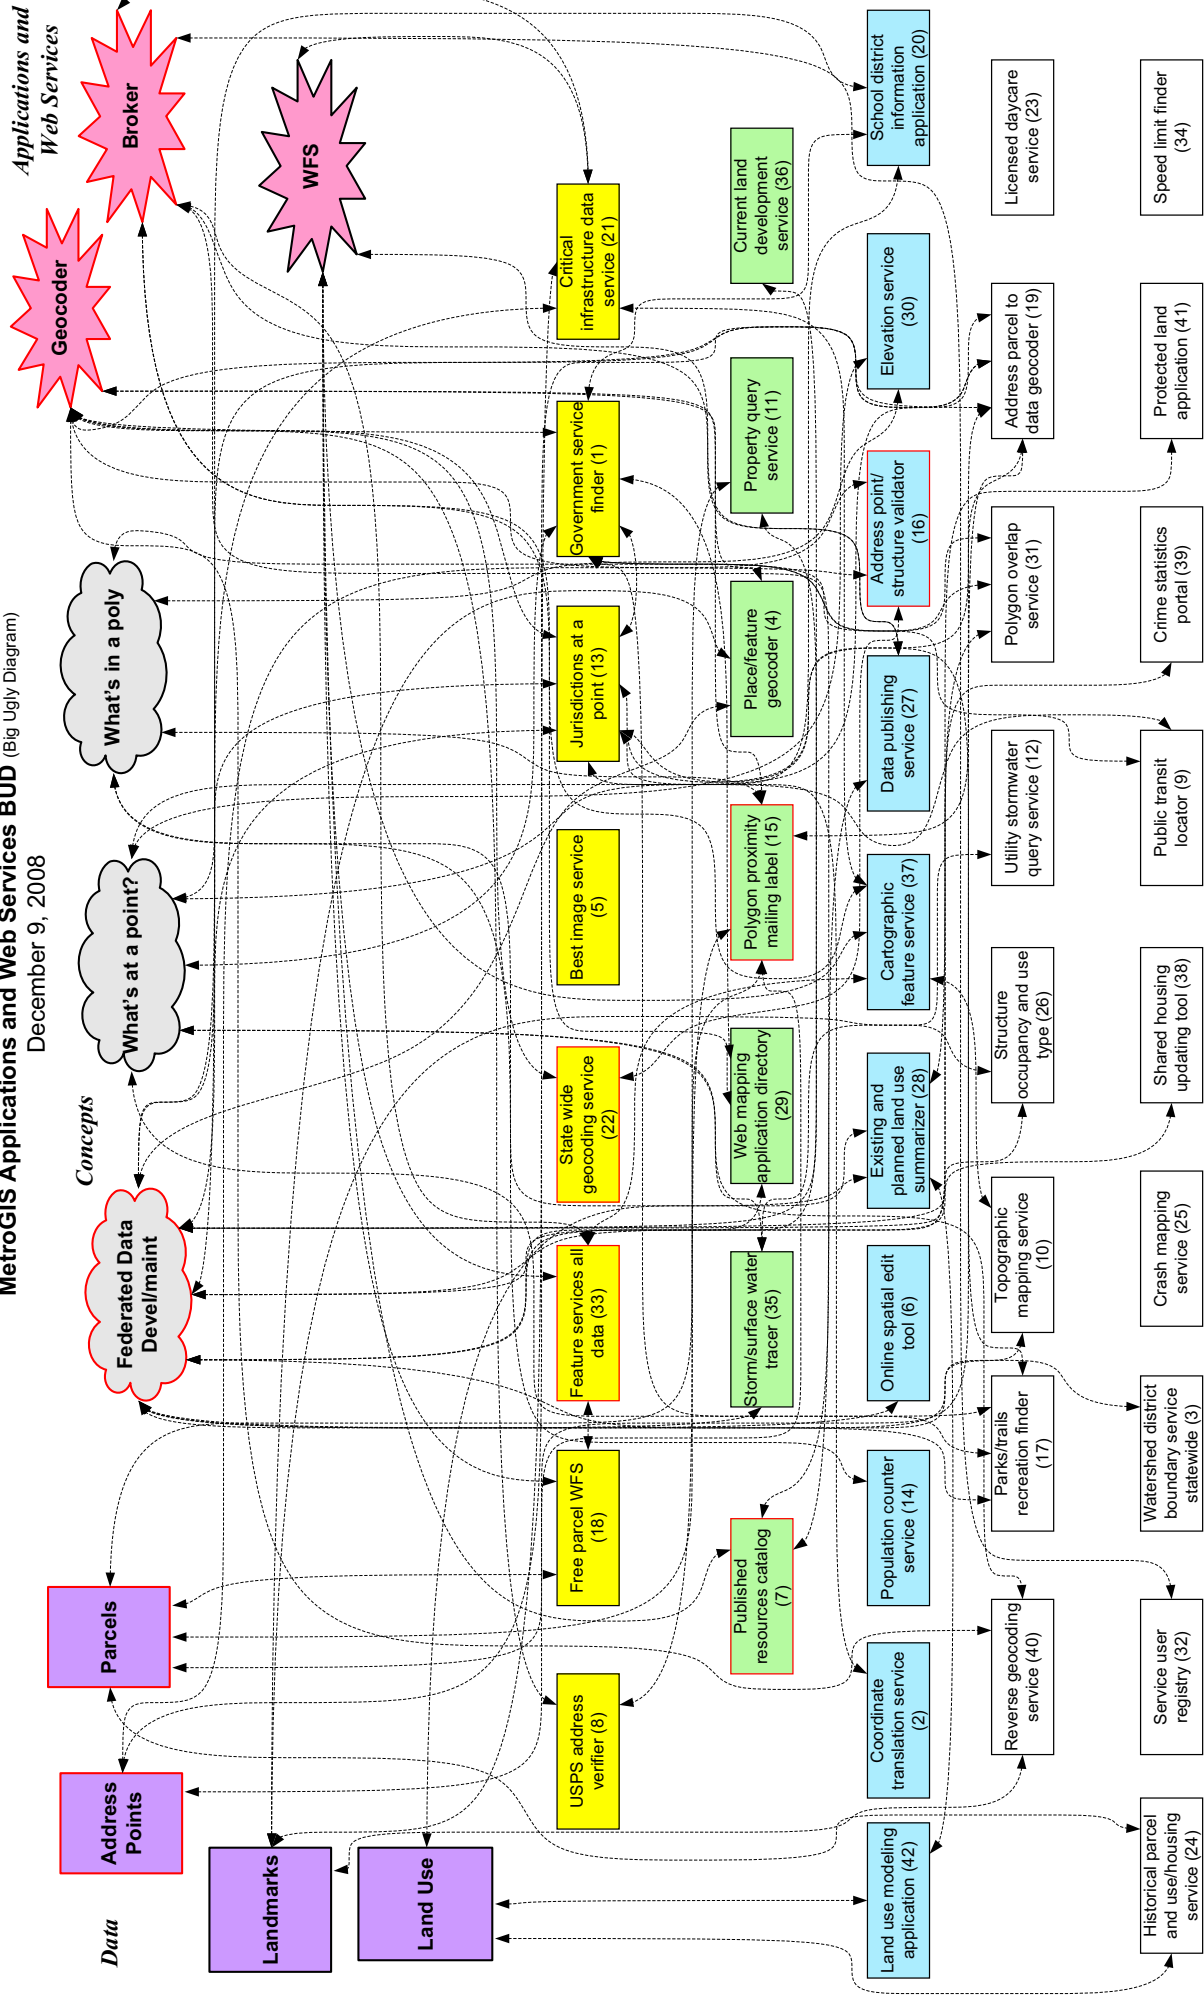 MetroGIS Applications and Web Services BUD (Big Ugly Diagram)
December 9, 2008
Data
Concepts
Applications and
Web Services
Address
Points
Parcels
Landmarks
Land Use
Federated Data
Devel/maint
What's at a point?
What's in a poly
Geocoder
Broker
WFS
USPS address
verifier (8)
Free parcel WFS
(18)
Feature services all
data (33)
State wide
geocoding service
(22)
Best image service
(5)
Jurisdictions at a
point (13)
Government service
finder (1)
Critical
infrastructure data
service (21)
Published
resources catalog
(7)
Storm/surface water
tracer (35)
Web mapping
application directory
(29)
Polygon proximity
mailing label (15)
Place/feature
geocoder (4)
Property query
service (11)
Current land
development
service (36)
Land use modeling
application (42)
Coordinate
translation service
(2)
Population counter
service (14)
Online spatial edit
tool (6)
Existing and
planned land use
summarizer (28)
Cartographic
feature service (37)
Data publishing
service (27)
Address point/
structure validator
(16)
Elevation service
(30)
School district
information
application (20)
Reverse geocoding
service (40)
Parks/trails
recreation finder
(17)
Topographic
mapping service
(10)
Structure
occupancy and use
type (26)
Utility stormwater
query service (12)
Polygon overlap
service (31)
Address parcel to
data geocoder (19)
Licensed daycare
service (23)
Historical parcel
and use/housing
service (24)
Service user
registry (32)
Watershed district
boundary service
statewide (3)
Crash mapping
service (25)
Shared housing
updating tool (38)
Public transit
locator (9)
Crime statistics
portal (39)
Protected land
application (41)
Speed limit finder
(34)